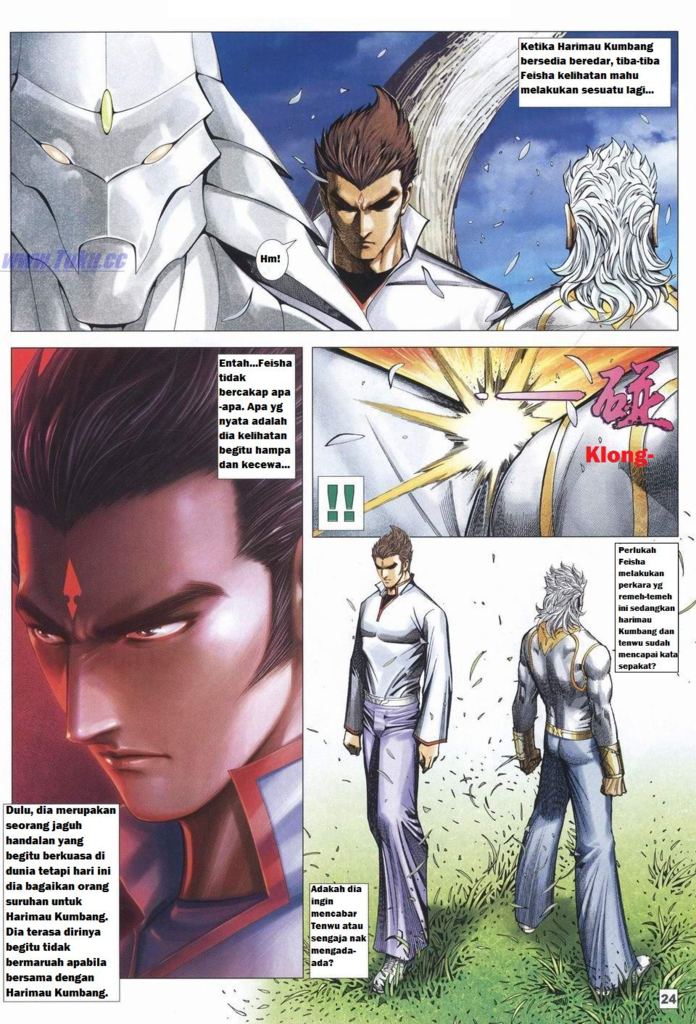 Ketika Harimau Kumbang
bersedia beredar, tiba-tiba
Feisha kelihatan mahu
melakukan sesuatu lagi...
www.Tuku.cc
Hm!
Entah...Feisha
tidak
bercakap apa
-apa. Apa yg
nyata adalah
dia kelihatan
begitu hampa
dan kecewa...
碰
Klong-
!!
Perlukah
Feisha
melakukan
perkara yg
remeh-temeh
ini sedangkan
harimau
Kumbang dan
tenwu sudah
mencapai kata
sepakat?
Dulu, dia merupakan
seorang jaguh
handalan yang
begitu berkuasa di
dunia tetapi hari ini
dia bagaikan orang
suruhan untuk
Harimau Kumbang.
Dia terasa dirinya
begitu tidak
bermaruah apabila
bersama dengan
Harimau Kumbang.
Adakah dia
ingin
mencabar
Tenwu atau
sengaja nak
mengada-
ada?
24